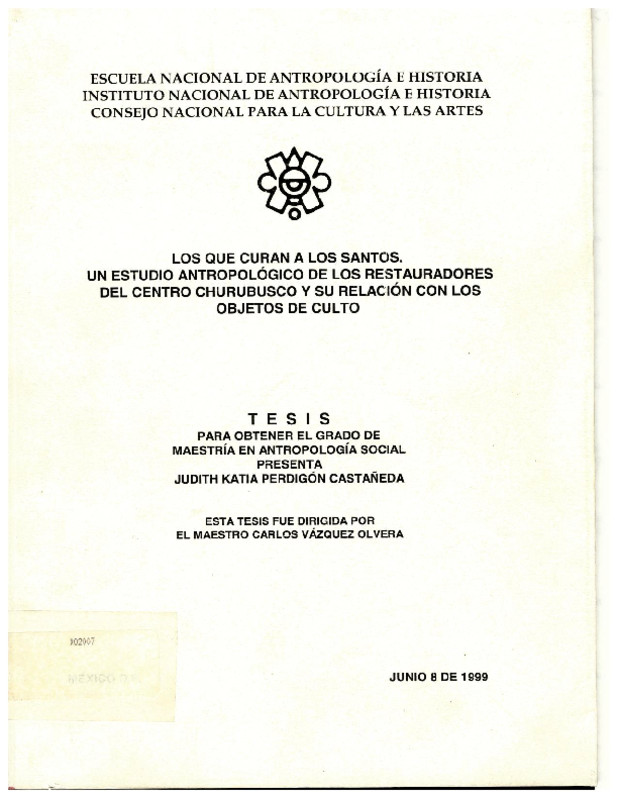 ESCUELA NACIONAL DE ANTROPOLOGÍA E HISTORIA
INSTITUTO NACIONAL DE ANTROPOLOGÍA E HISTORIA
CONSEJO NACIONAL PARA LA CULTURA Y LAS ARTES
LOS QUE CURAN A LOS SANTOS.
UN ESTUDIO ANTROPOLÓGICO DE LOS RESTAURADORES
DEL CENTRO CHURUBUSCO Y SU RELACIÓN CON LOS
OBJETOS DE CULTO
T E S I S
PARA OBTENER EL GRADO DE
MAESTRÍA EN ANTROPOLOGÍA SOCIAL
PRESENTA
JUDITH KATIA PERDIGÓN CASTAÑEDA
ESTA TESIS FUE DIRIGIDA POR
EL MAESTRO CARLOS VÁZQUEZ OLVERA
002907
JUNIO 8 DE 1999